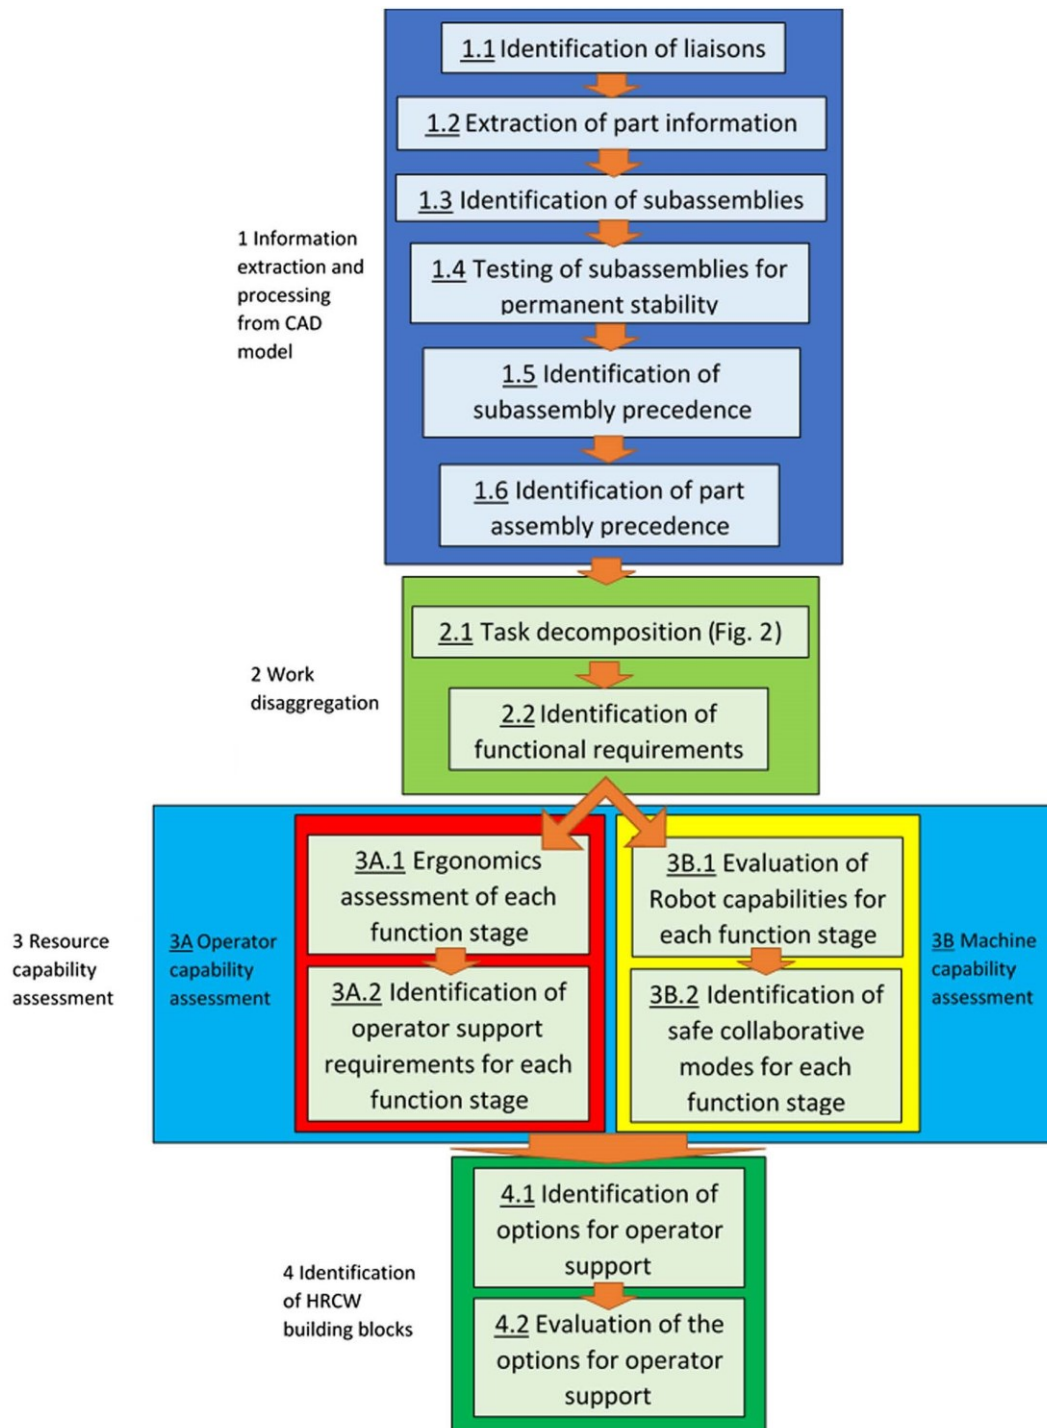 1.1 Identification of liaisons
1.2 Extraction of part information
1.3 Identification of subassemblies
1.4 Testing of subassemblies for
permanent stability
1 Information
extraction and
processing
from CAD
model
1.5 Identification of
subassembly precedence
1.6 Identification of part
assembly precedence
2.1 Task decomposition (Fig. 2)
2 Work
disaggregation
2.2 Identification of
functional requirements
3 Resource
capability
assessment
3A Operator
capability
assessment
3A.1 Ergonomics
assessment of each
function stage
3A.2 Identification of
operator support
requirements for each
function stage
3B.1 Evaluation of
Robot capabilities for
each function stage
3B.2 Identification of
safe collaborative
modes for each
function stage
3B Machine
capability
assessment
4 Identification
of HRCW
building blocks
4.1 Identification of
options for operator
support
4.2 Evaluation of the
options for operator
support